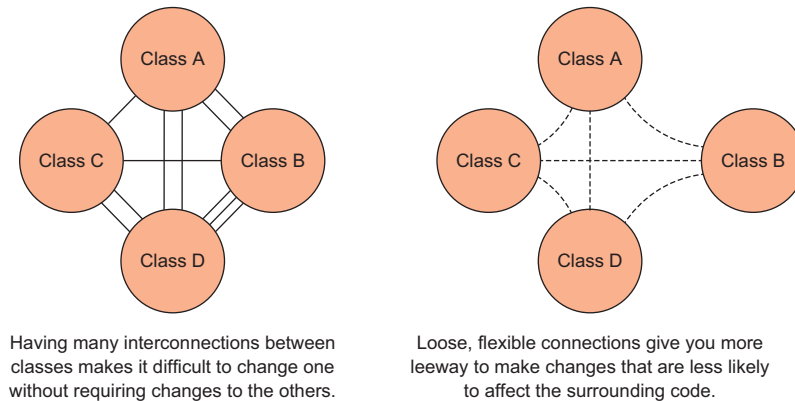 Class A
Class C
Class B
Class D
Having many interconnections between
classes makes it difficult to change one
without requiring changes to the others.
Class A
Class C
Class B
Class D
Loose, flexible connections give you more
leeway to make changes that are less likely
to affect the surrounding code.